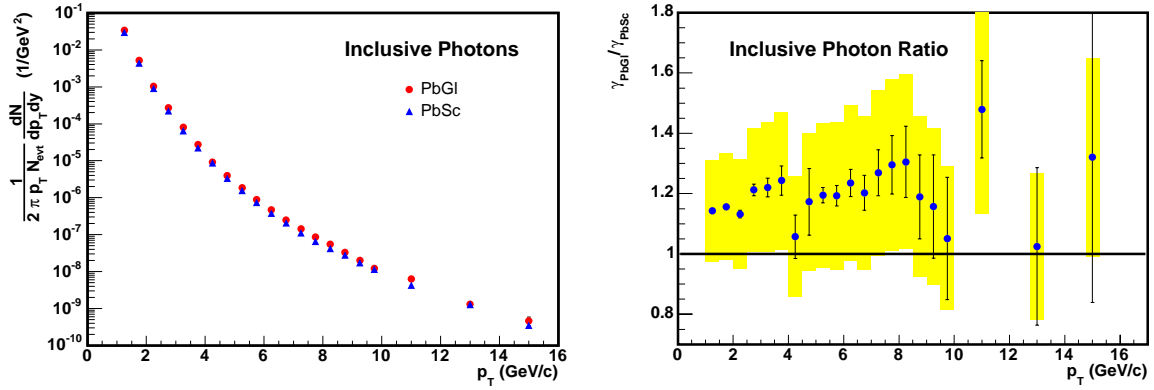 1 / 2 π p_T N_evt dN / dp_T dy (1/GeV²)
10⁻¹
10⁻²
10⁻³
10⁻⁴
10⁻⁵
10⁻⁶
10⁻⁷
10⁻⁸
10⁻⁹
10⁻¹⁰
Inclusive Photons
PbGl
PbSc
0 2 4 6 8 10 12 14 16
p_T (GeV/c)
γ_PbGl / γ_PbSc
1.8
1.6
1.4
1.2
1
0.8
Inclusive Photon Ratio
0 2 4 6 8 10 12 14 16
p_T (GeV/c)